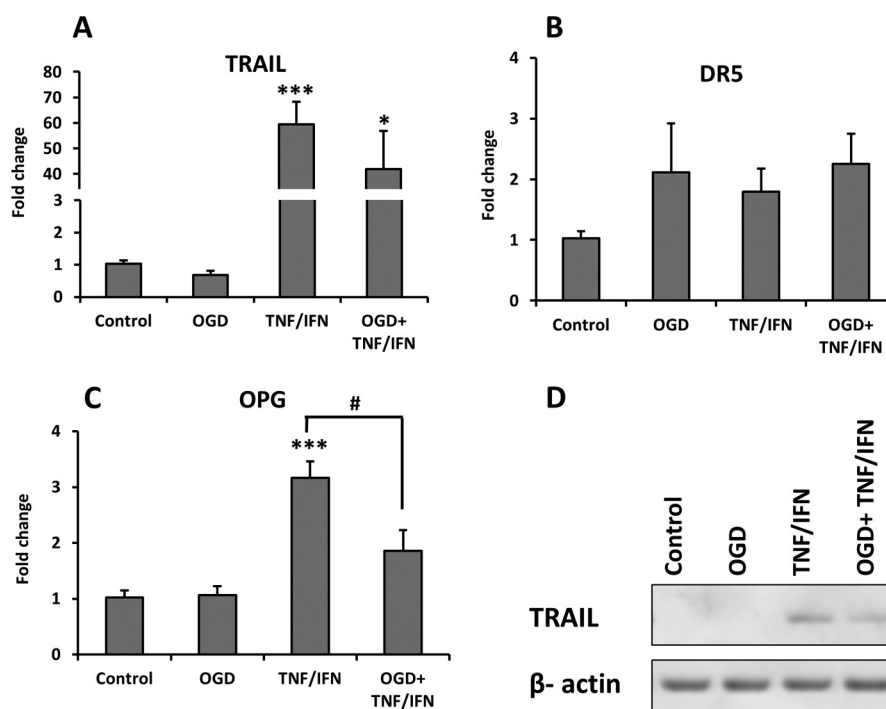 A
TRAIL
***
*
80
70
60
50
40
3
2
1
0
Fold change
Control
OGD
TNF/IFN
OGD+
TNF/IFN
B
DR5
4
3
2
1
0
Fold change
Control
OGD
TNF/IFN
OGD+
TNF/IFN
C
OPG
#
***
4
3
2
1
0
Fold change
Control
OGD
TNF/IFN
OGD+
TNF/IFN
D
Control
OGD
TNF/IFN
OGD+ TNF/IFN
TRAIL
β- actin